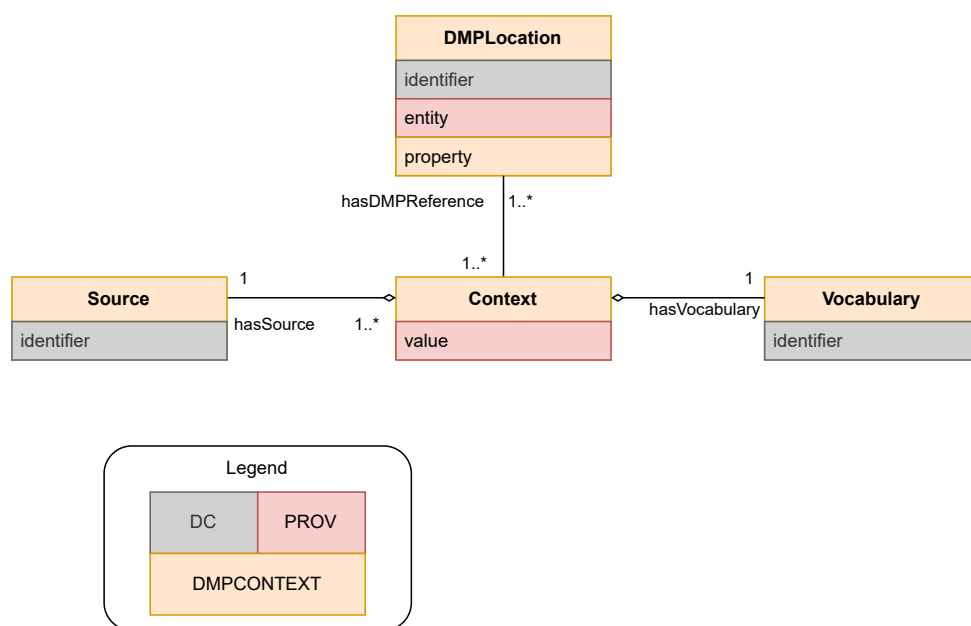 DMPLocation
identifier
entity
property
hasDMPReference
1..*
1..*
Source
identifier
1
hasSource
1..*
Context
value
1
hasVocabulary
Vocabulary
identifier
Legend
DC
PROV
DMPCONTEXT